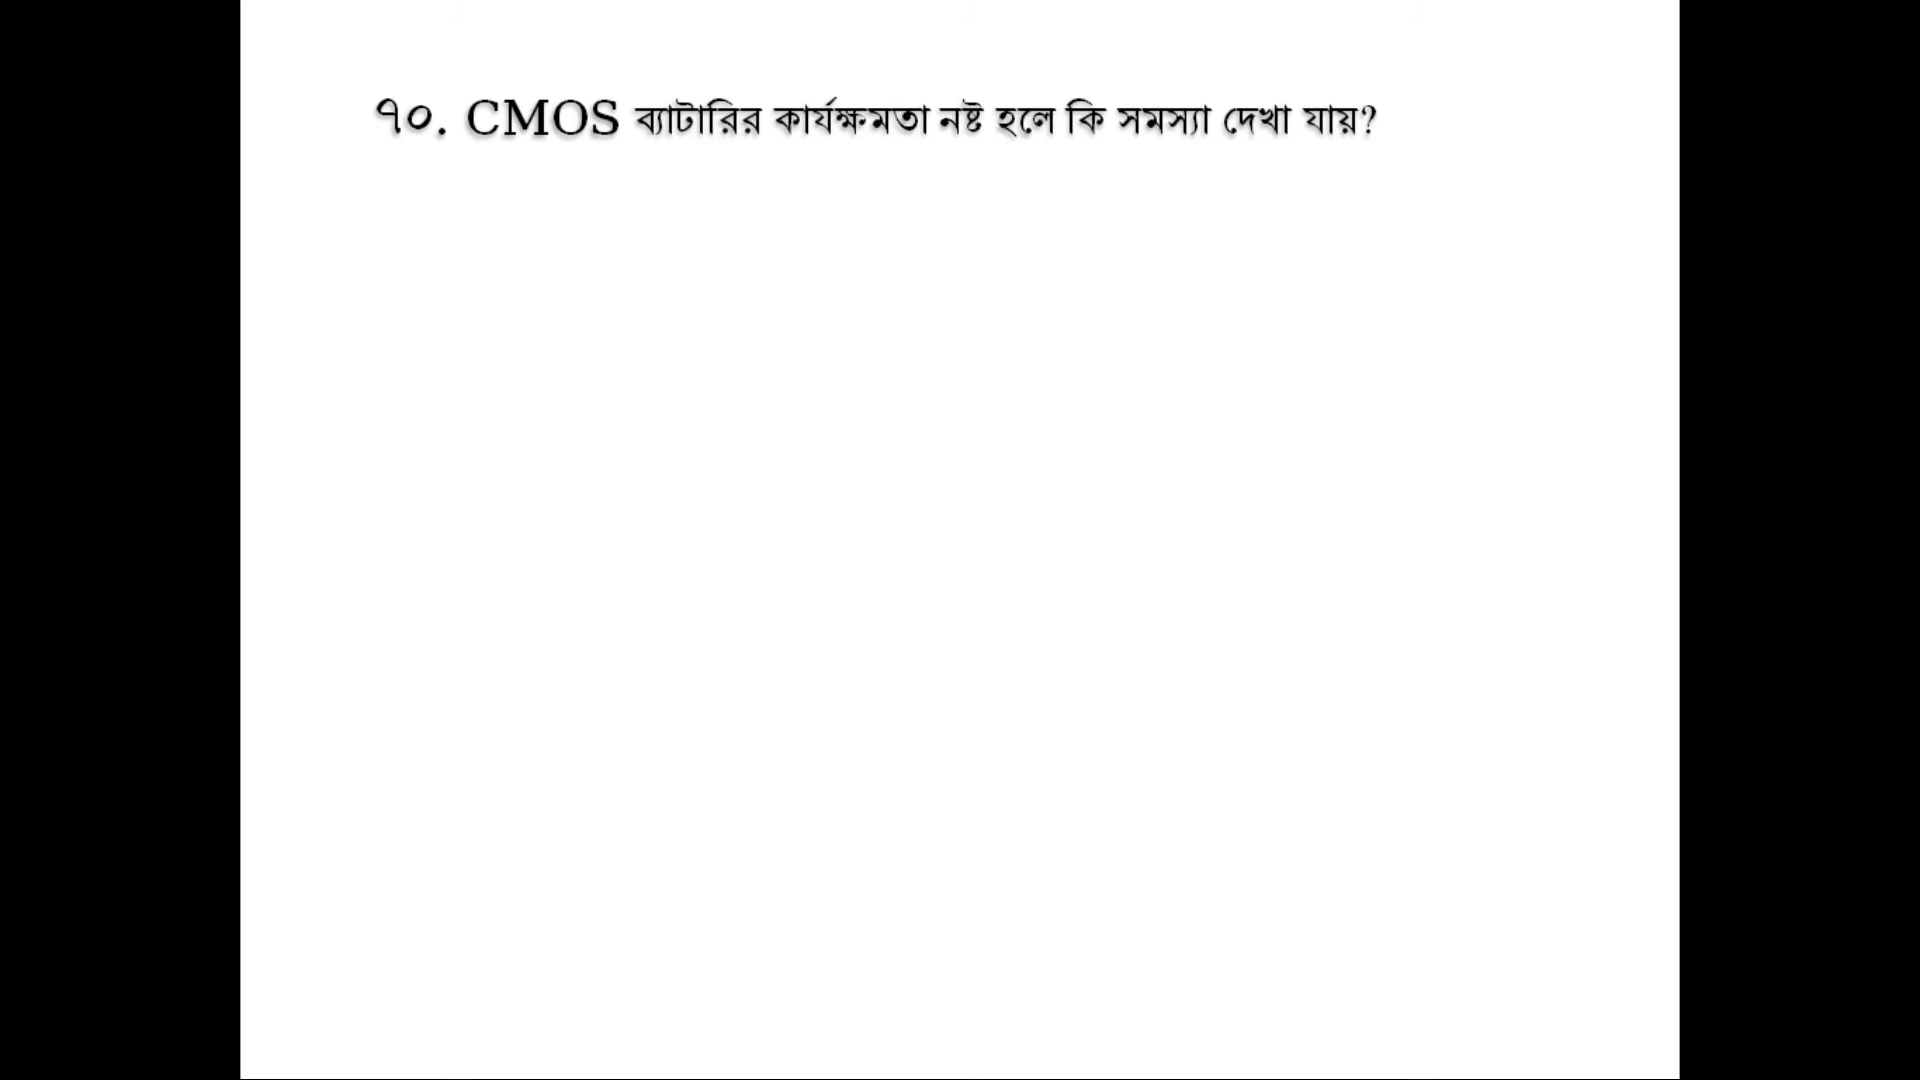 ৭০. CMOS ব্যাটারির কার্যক্ষমতা নষ্ট হলে কি সমস্যা দেখা যায়?